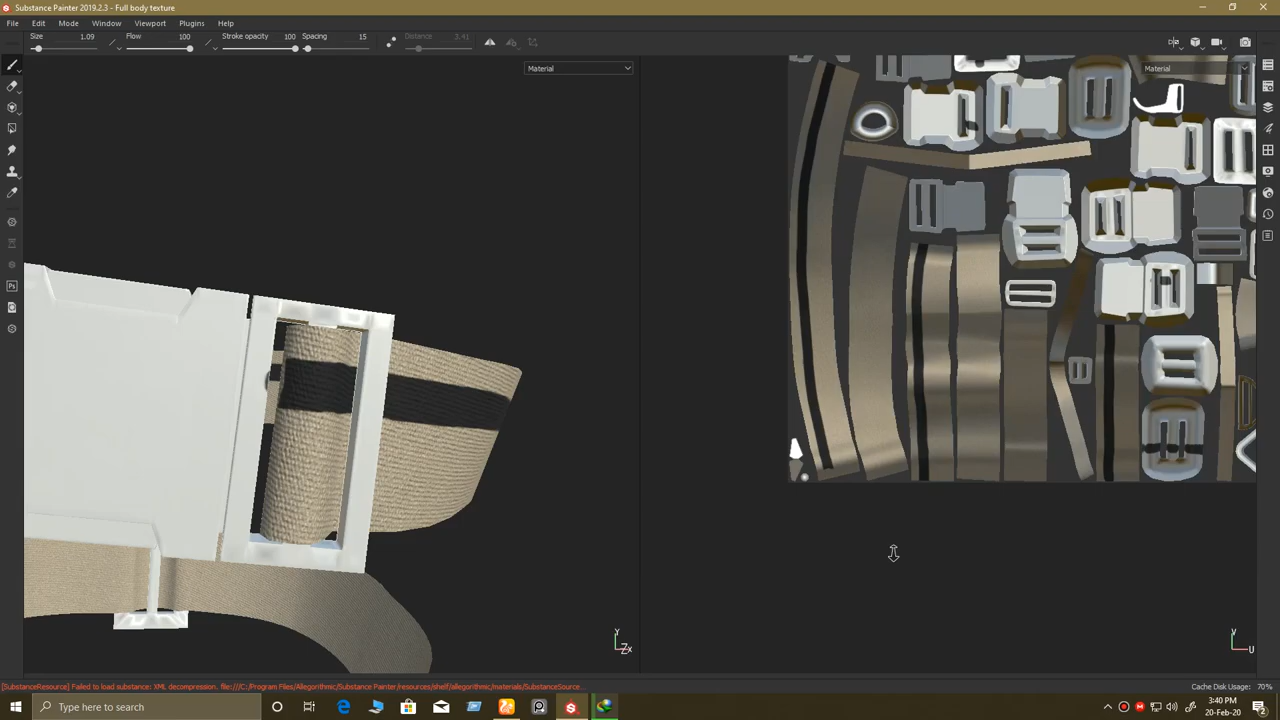 Substance Painter 2019.2.3 - Full body texture
File Edit Mode Window Viewport Plugins Help
Size 1.09 Flow 100 Stroke opacity 100 Spacing 15 Distance 3.41
Material
Material
Y
Zx
V
U
[SubstanceResource] Failed to load substance: XML decompression. file:///C:/Program Files/Allegorithmic/Substance Painter/resources/shelf/allegorithmic/materials/SubstanceSource...
Cache Disk Usage: 70%
Type here to search
3:40 PM
20-Feb-20